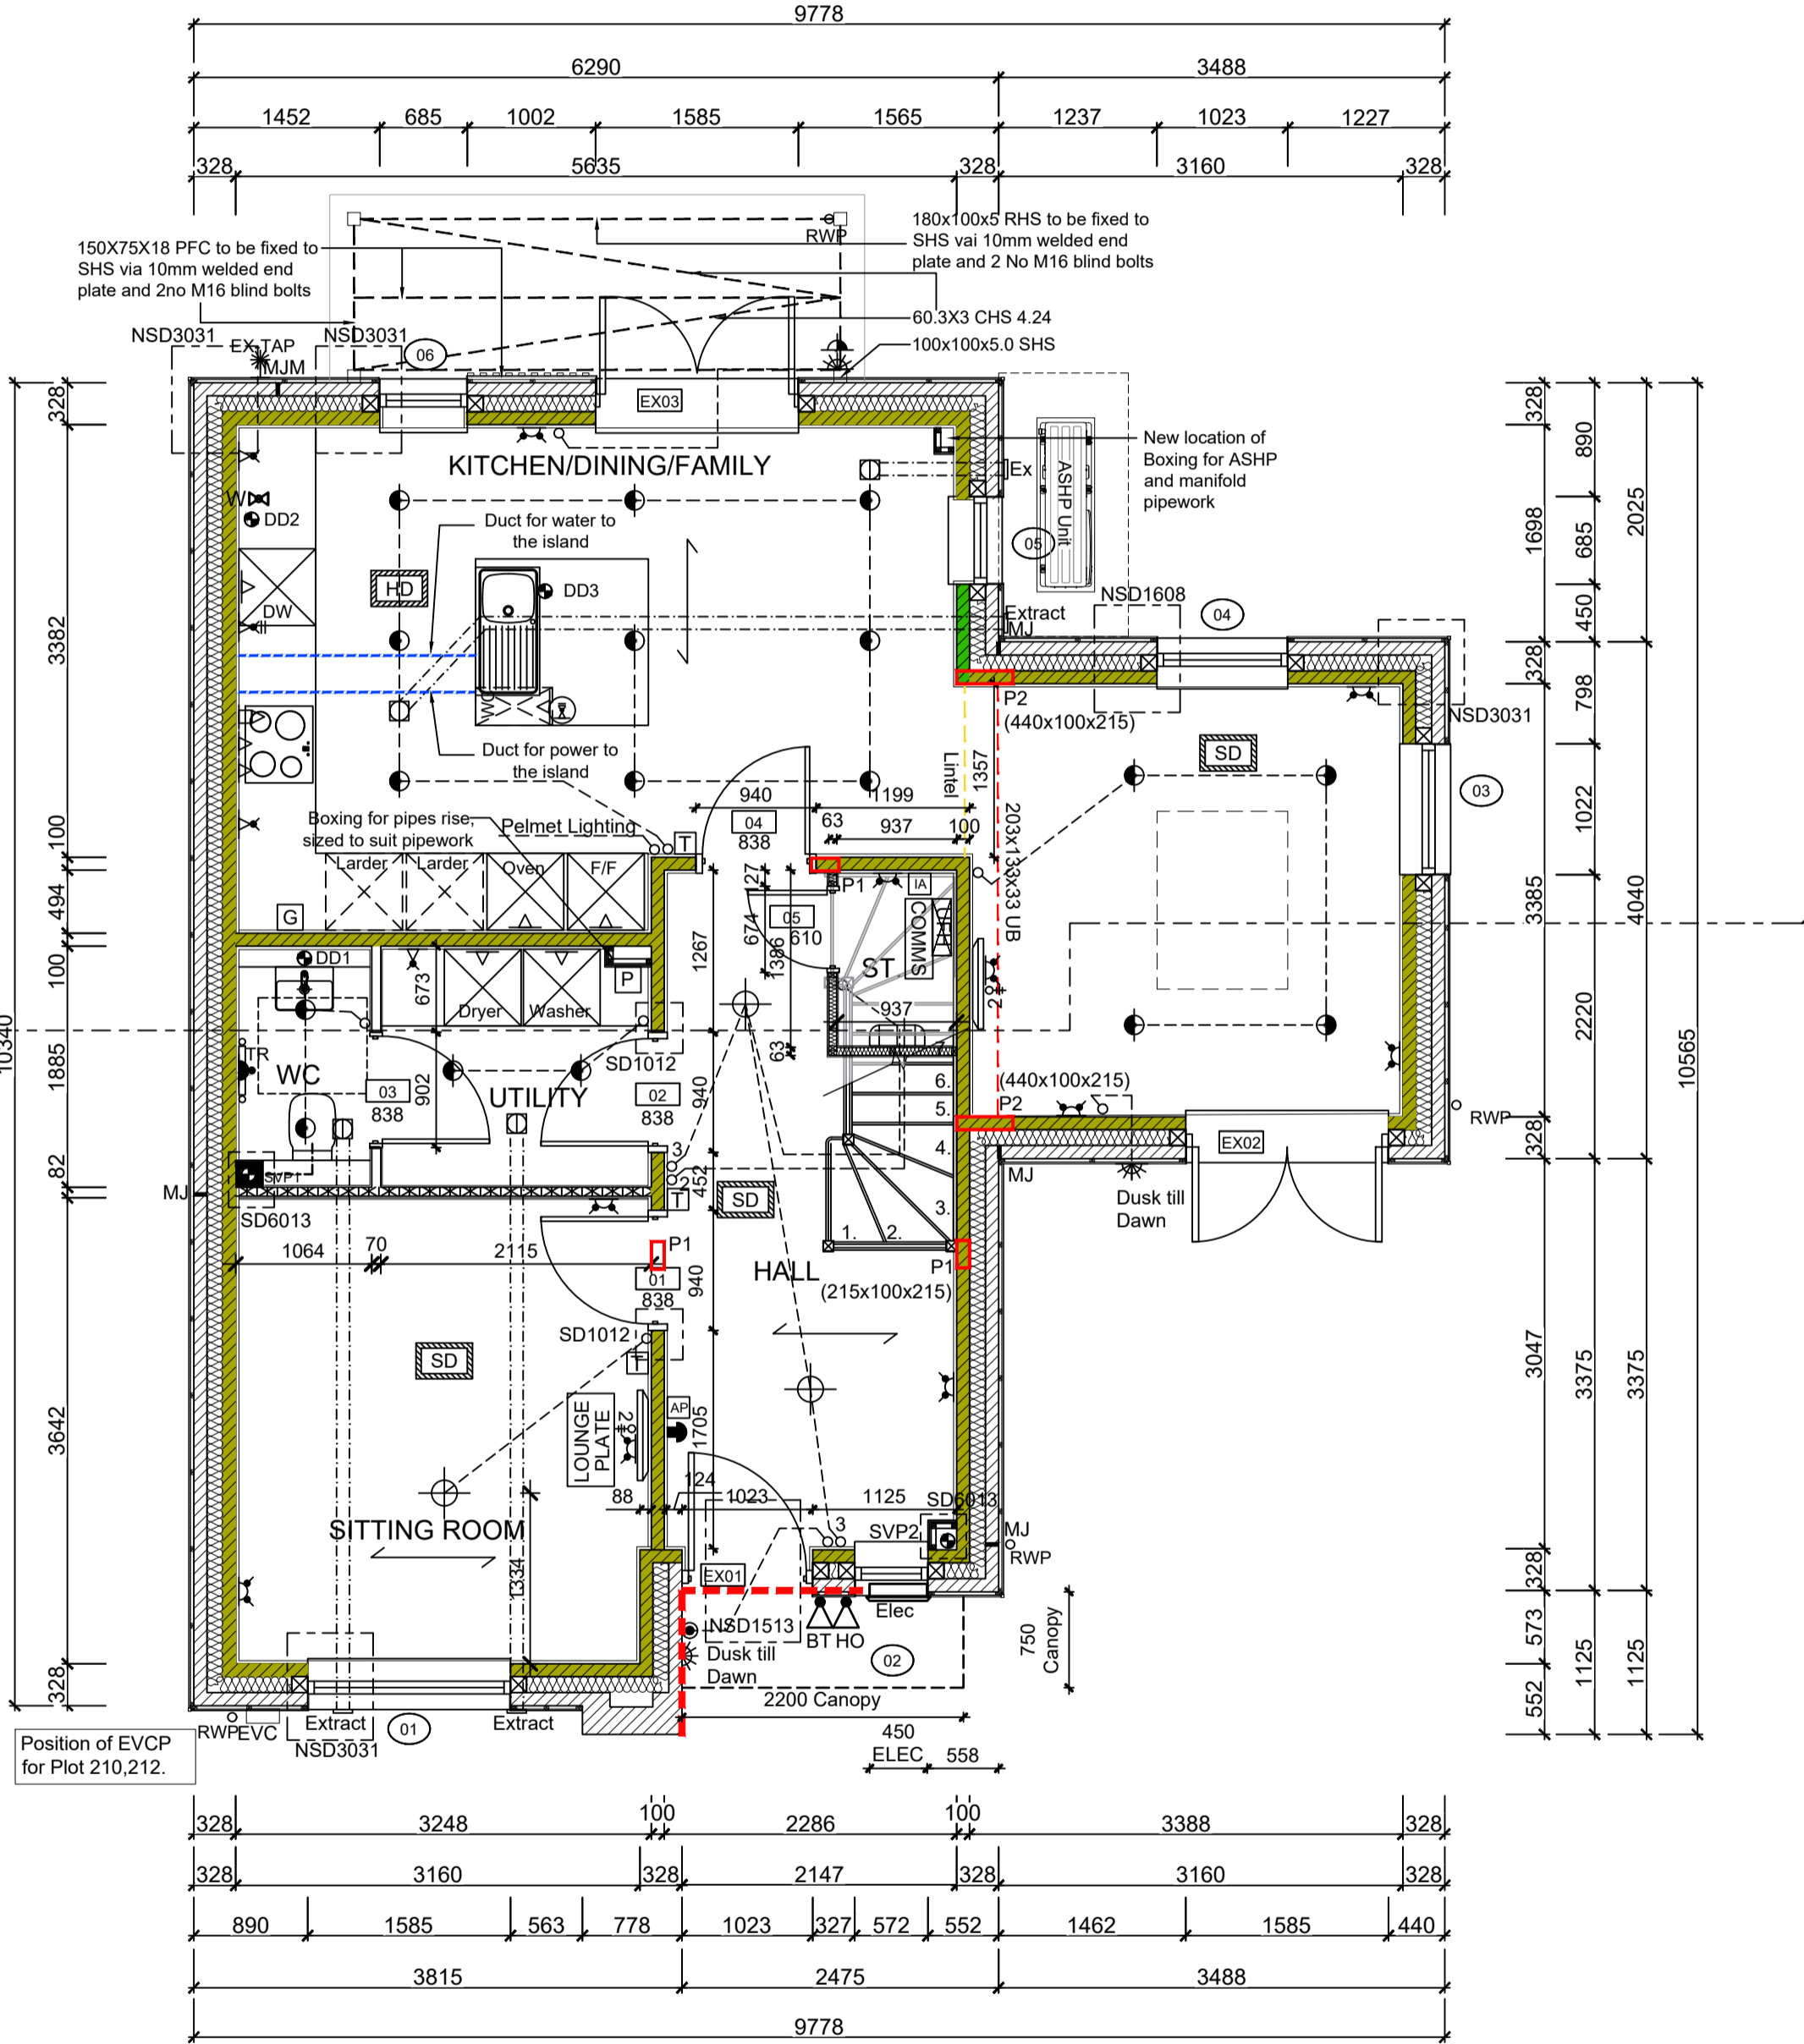 9778
6290 3488
1452 685 1002 1585 1565 1237 1023 1227
328 5635 328 3160 328
150X75X18 PFC to be fixed to
SHS via 10mm welded end
plate and 2no M16 blind bolts
RWP
180x100x5 RHS to be fixed to
SHS vai 10mm welded end
plate and 2 No M16 blind bolts
60.3X3 CHS 4.24
100x100x5.0 SHS
NSD3031
EX.TAP
MJM
NSD3031
06
EX03
KITCHEN/DINING/FAMILY
Ex
New location of
Boxing for ASHP
and manifold
pipework
ASHP Unit
05
W
DD2
Duct for water to
the island
HD
DD3
DW
Extract
MJ
NSD1608
04
NSD3031
P2
(440x100x215)
SD
03
Duct for power to
the island
Lintel
1357
203x133x33 UB
940 1199
63 937 100
04
838
Boxing for pipes rise,
sized to suit pipework
Pelmet Lighting
T
Larder Larder Oven F/F
G
127
P1
IA
05
610
674
1386
1267
COMMS
ST
937
63
DD1
673
Dryer Washer
P
TR
WC
03
838
902
UTILITY
SD1012
02
838
940
6.
5.
4.
3.
2.
1.
(440x100x215)
P2
RWP
EX02
MJ
Dusk till
Dawn
SVP1
MJ
SD6013
3
2
T
452
SD
1064 70 2115
P1
01
838
940
HALL
P1
(215x100x215)
SD1012
T
SD
LOUNGE
PLATE
2
AP
1705
124
88 1023 1125
SD6013
SITTING ROOM
1334
3
SVP2
MJ
RWP
EX01
NSD1513
Elec
BT HO
02
Dusk till
Dawn
750
Canopy
2200 Canopy
450
ELEC 558
RWP
EVC
Extract
01
Extract
NSD3031
Position of EVCP
for Plot 210,212.
10340
328 3382 100 494 100 1885 82 3642 328
328 1698 328 3385 328 3047 328 573 552
890 685 450 798 1022 2220 3375 1125
2025 4040 3375 1125
10565
328 3248 100 2286 100 3388 328
328 3160 328 2147 328 3160 328
890 1585 563 778 1023 327 572 552 1462 1585 440
3815 2475 3488
9778